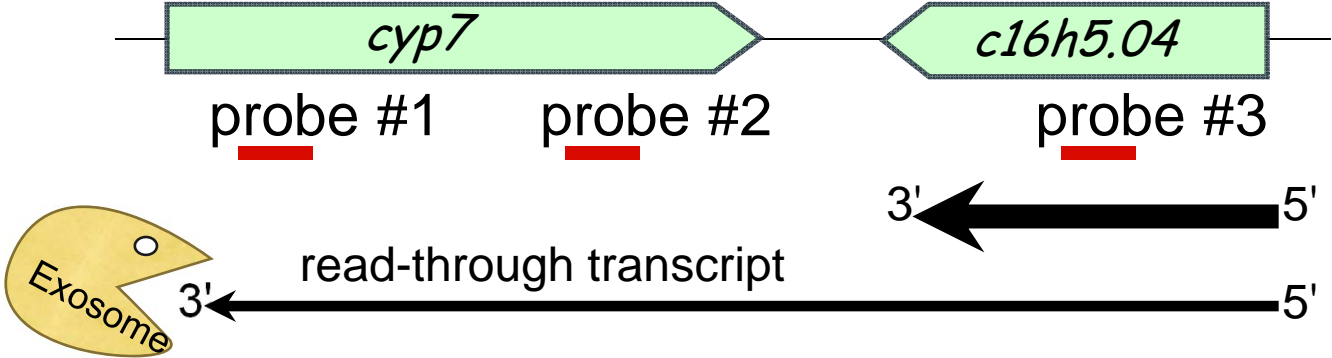 cyp7
c16h5.04
probe #1
probe #2
probe #3
3'
5'
read-through transcript
Exosome
3'
5'